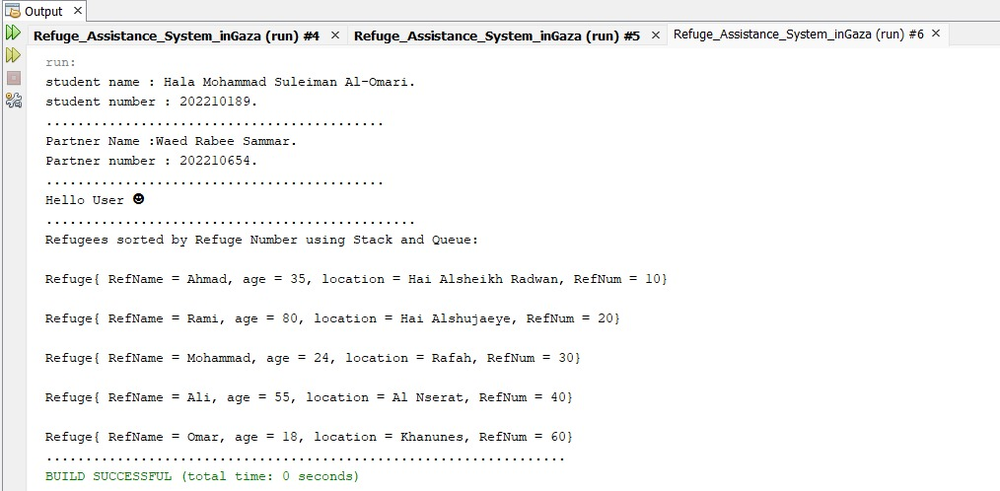 Output
Refuge_Assistance_System_inGaza (run) #4 Refuge_Assistance_System_inGaza (run) #5 Refuge_Assistance_System_inGaza (run) #6
run:
student name : Hala Mohammad Suleiman Al-Omari.
student number : 202210189.
...........................................
Partner Name :Waed Rabee Sammar.
Partner number : 202210654.
...........................................
Hello User ☻
...............................................
Refugees sorted by Refuge Number using Stack and Queue:
Refuge{ RefName = Ahmad, age = 35, location = Hai Alsheikh Radwan, RefNum = 10}
Refuge{ RefName = Rami, age = 80, location = Hai Alshujaeye, RefNum = 20}
Refuge{ RefName = Mohammad, age = 24, location = Rafah, RefNum = 30}
Refuge{ RefName = Ali, age = 55, location = Al Nserat, RefNum = 40}
Refuge{ RefName = Omar, age = 18, location = Khanunes, RefNum = 60}
..................................................................
BUILD SUCCESSFUL (total time: 0 seconds)